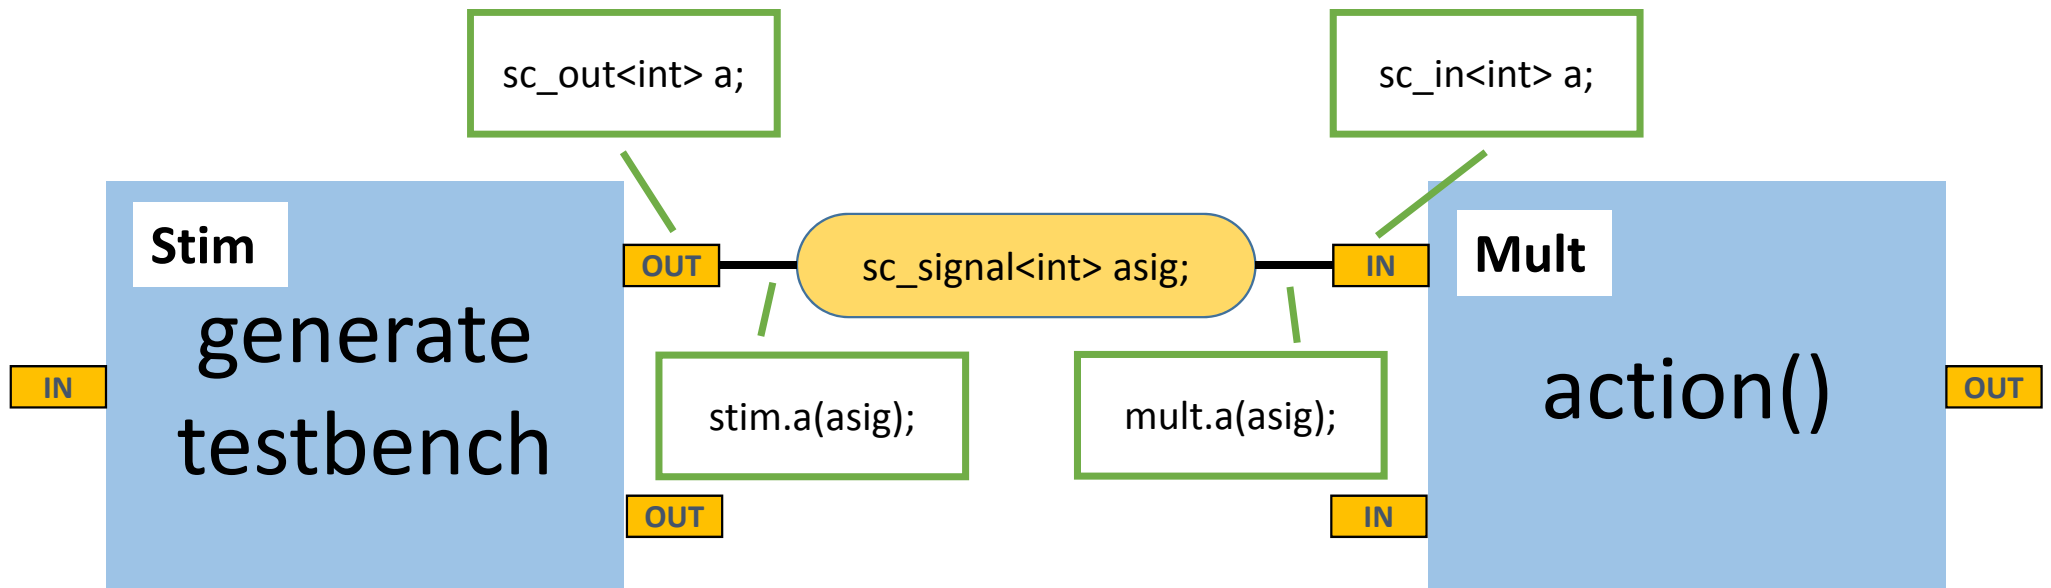 sc_out<int> a;
sc_in<int> a;
Stim
OUT
sc_signal<int> asig;
IN
Mult
generate
testbench
IN
stim.a(asig);
mult.a(asig);
action()
OUT
OUT
IN